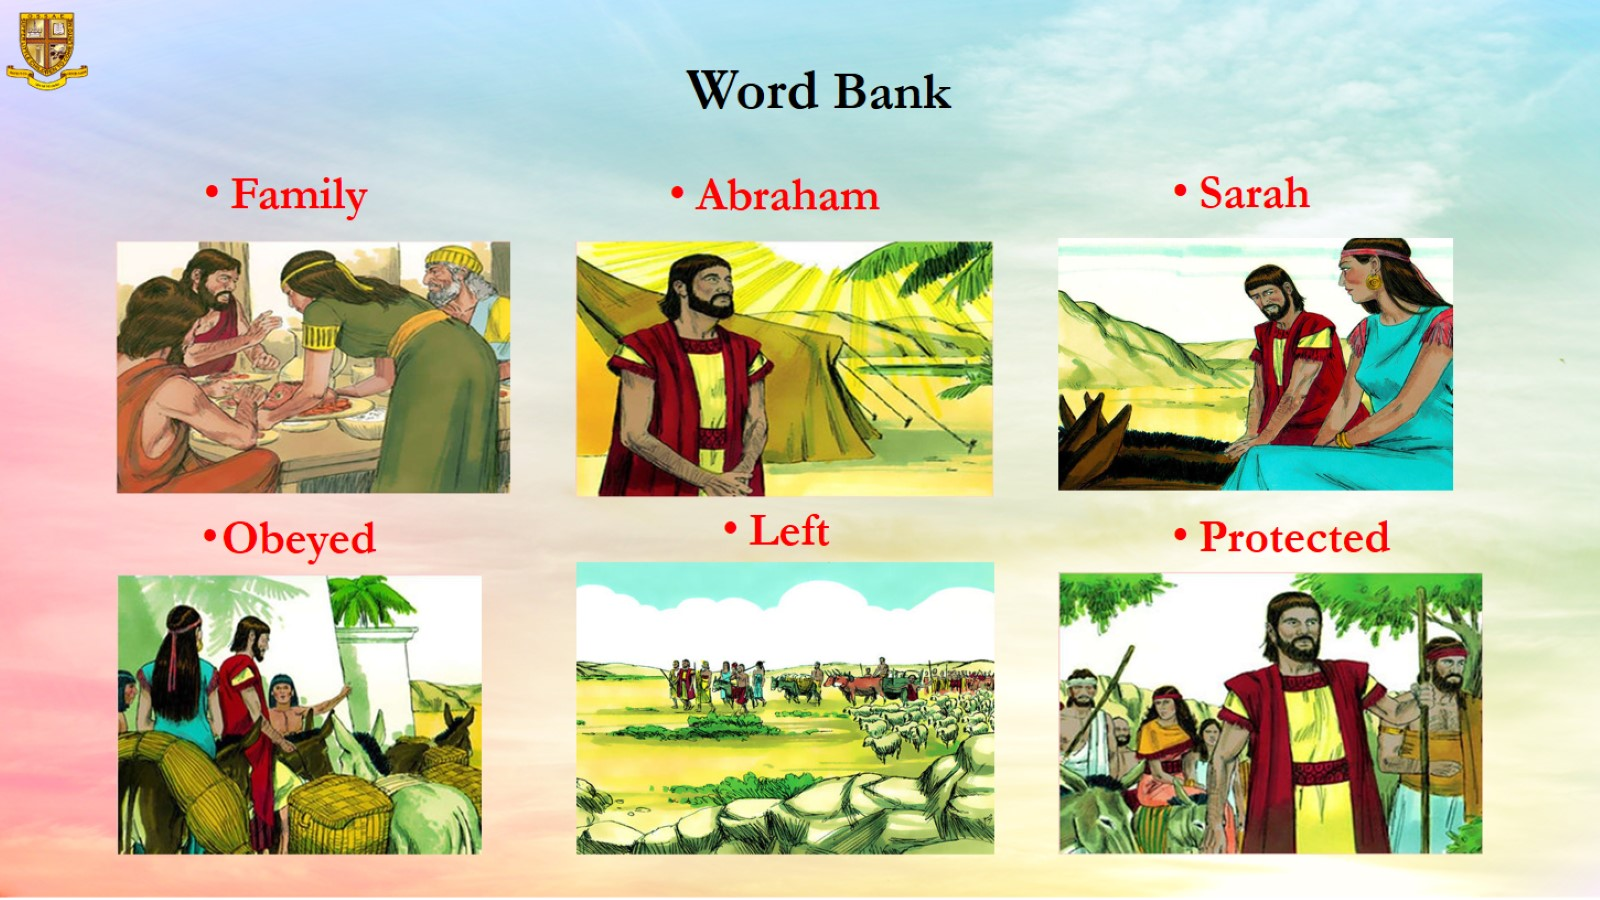 D.S.S.A.E.
Word Bank
• Family
• Abraham
• Sarah
• Obeyed
• Left
• Protected